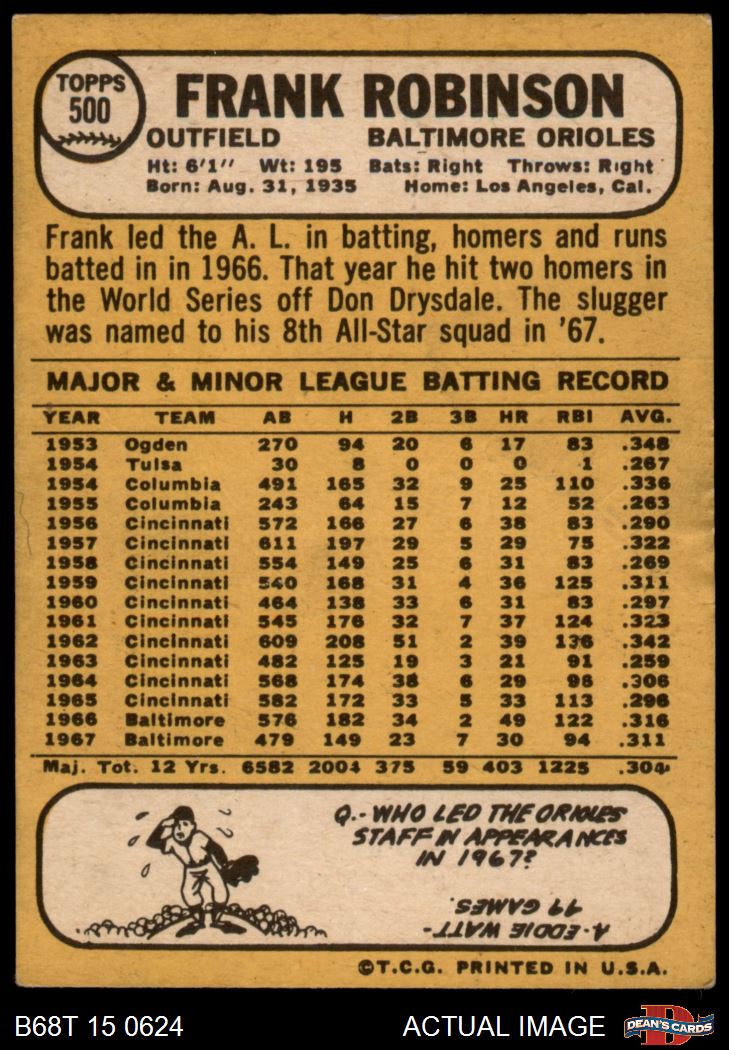 TOPPS
500
FRANK ROBINSON
OUTFIELD BALTIMORE ORIOLES
Ht: 6'1" Wt: 195 Bats: Right Throws: Right
Born: Aug. 31, 1935 Home: Los Angeles, Cal.
Frank led the A. L. in batting, homers and runs
batted in in 1966. That year he hit two homers in
the World Series off Don Drysdale. The slugger
was named to his 8th All-Star squad in '67.
MAJOR & MINOR LEAGUE BATTING RECORD
YEAR TEAM AB H 2B 3B HR RBI AVG.
1953 Ogden 270 94 20 6 17 83 .348
1954 Tulsa 30 8 0 0 0 1 .267
1954 Columbia 491 165 32 9 25 110 .336
1955 Columbia 243 64 15 7 12 52 .263
1956 Cincinnati 572 166 27 6 38 83 .290
1957 Cincinnati 611 197 29 5 29 75 .322
1958 Cincinnati 554 149 25 6 31 83 .269
1959 Cincinnati 540 168 31 4 36 125 .311
1960 Cincinnati 464 138 33 6 31 83 .297
1961 Cincinnati 545 176 32 7 37 124 .323
1962 Cincinnati 609 208 51 2 39 136 .342
1963 Cincinnati 482 125 19 3 21 91 .259
1964 Cincinnati 568 174 38 6 29 96 .306
1965 Cincinnati 582 172 33 5 33 113 .296
1966 Baltimore 576 182 34 2 49 122 .316
1967 Baltimore 479 149 23 7 30 94 .311
Maj. Tot. 12 Yrs. 6582 2004 375 59 403 1225 .304
Q.- WHO LED THE ORIOLES
STAFF IN APPEARANCES
IN 1967?
A.- EDDIE WATT -
GAMES.
©T.C.G. PRINTED IN U.S.A.
B68T 15 0624 ACTUAL IMAGE
D
DEAN'S CARDS